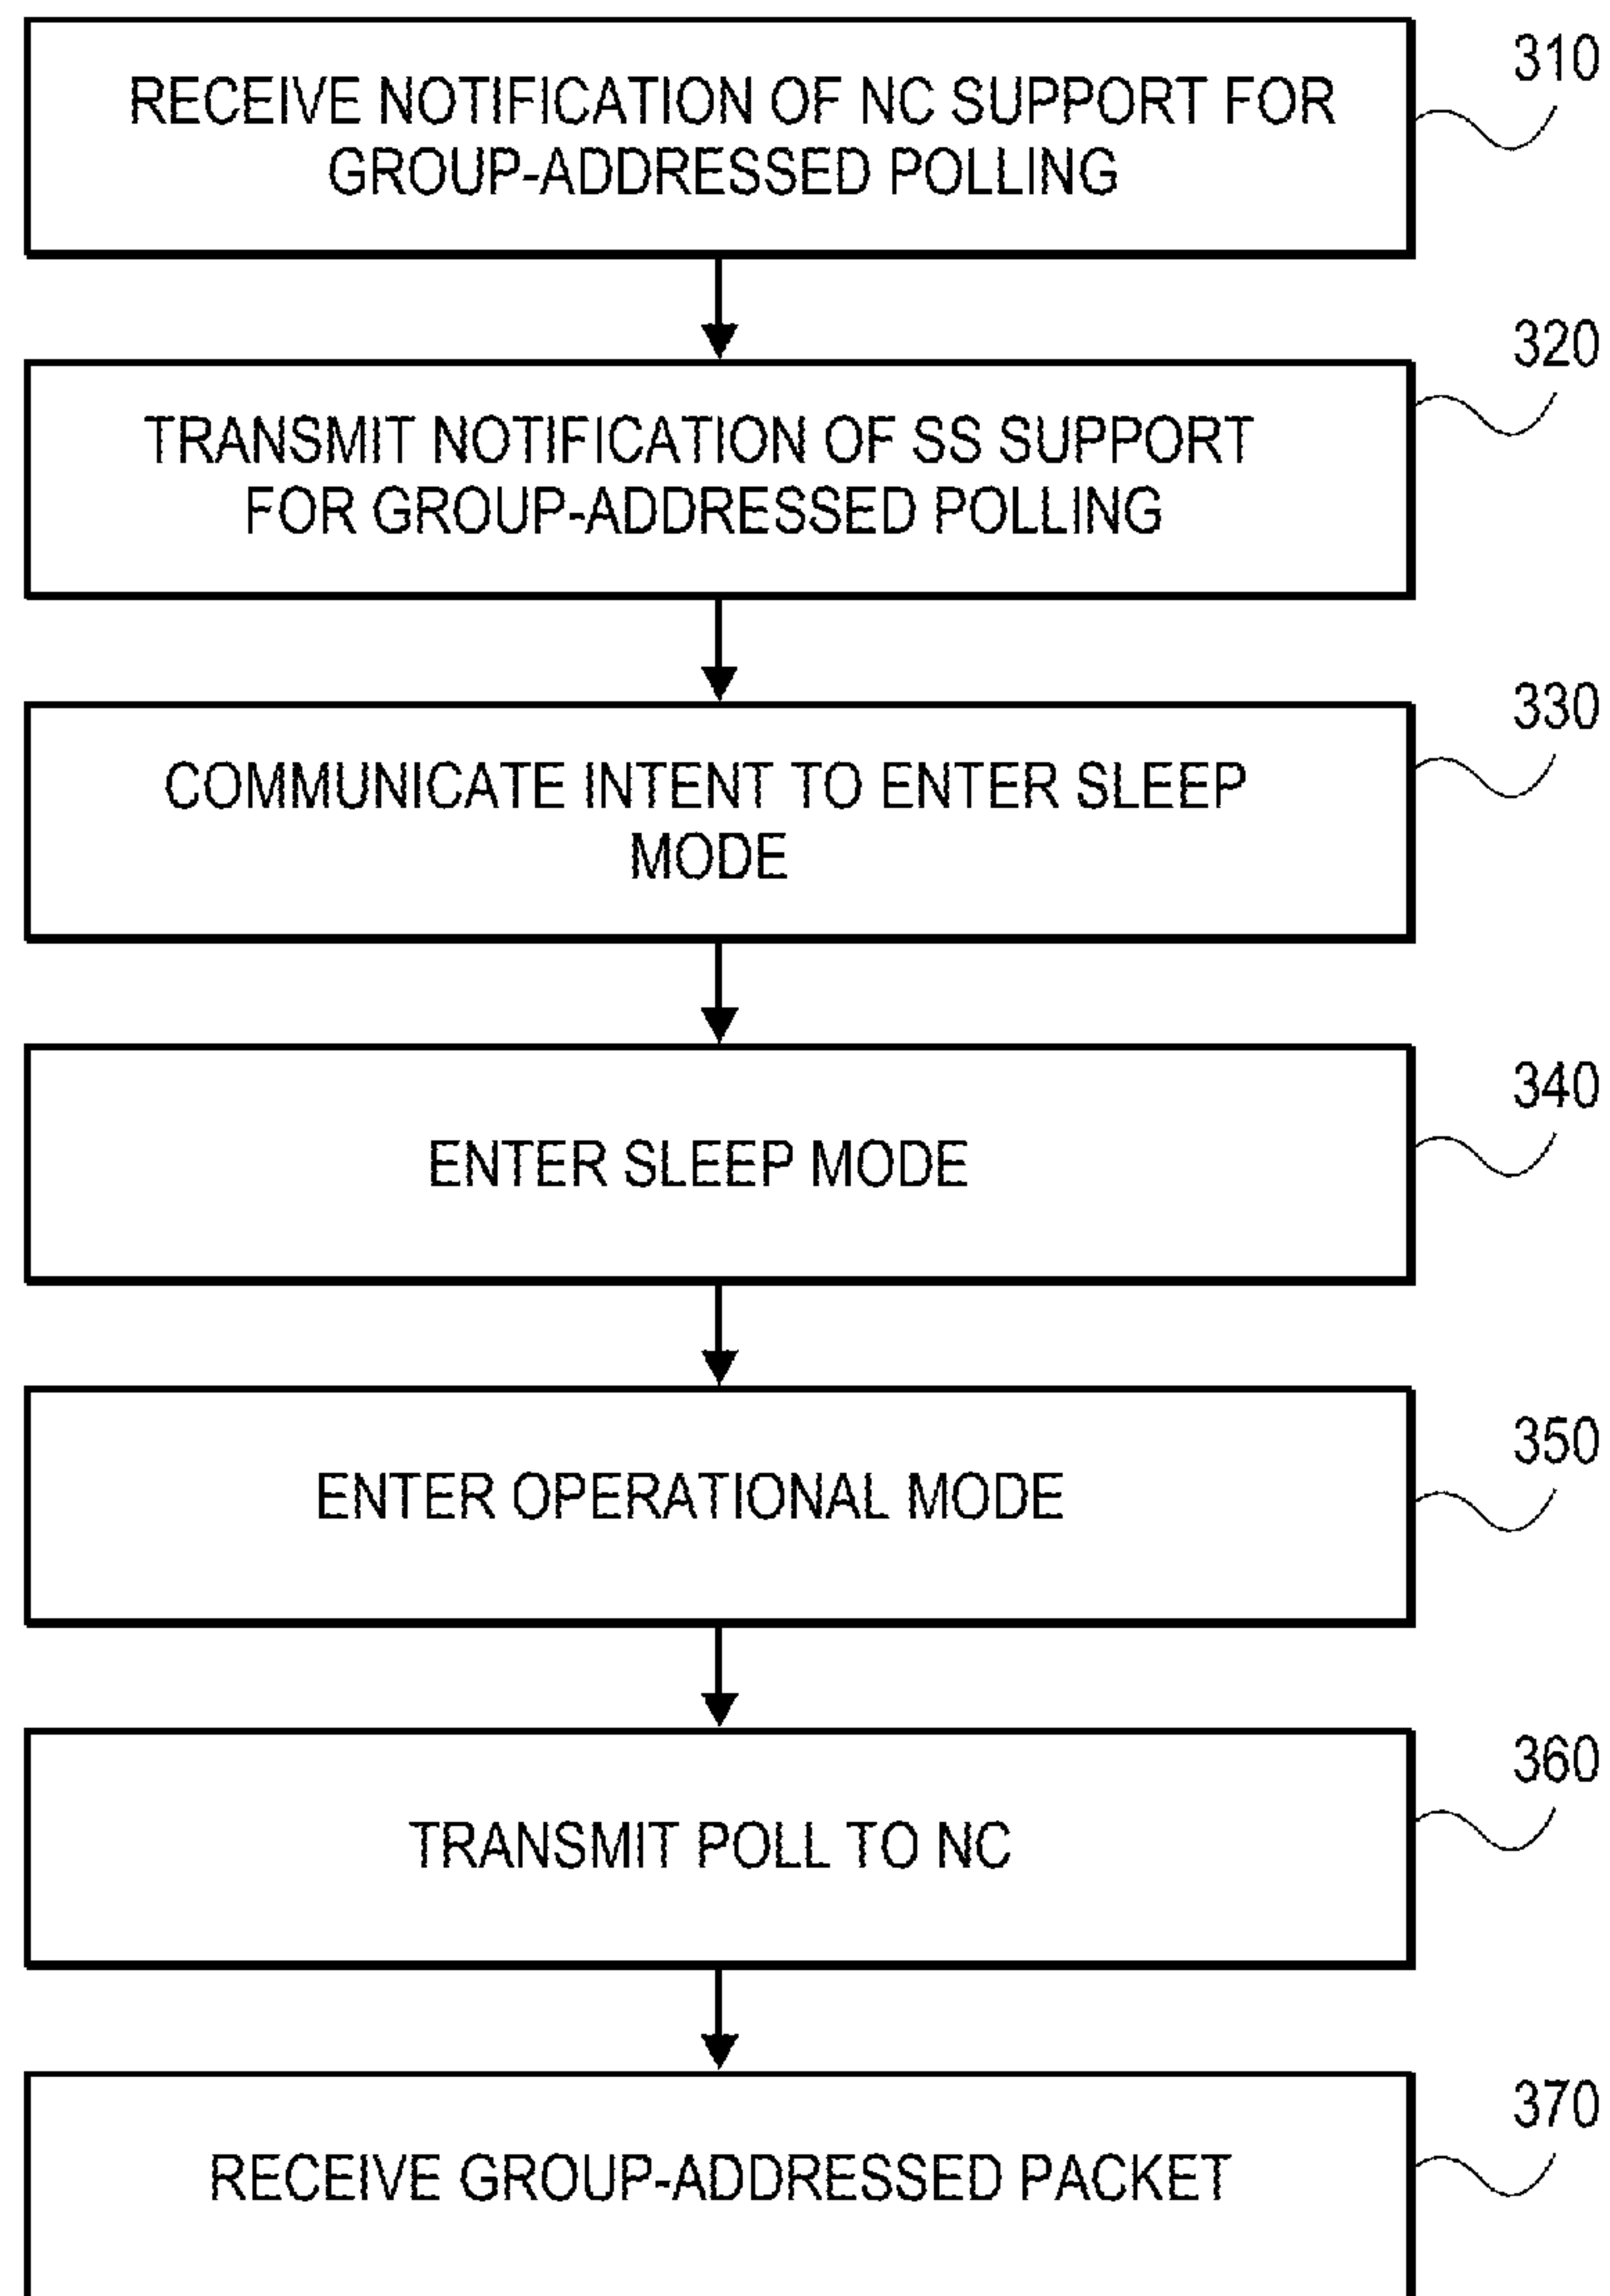 RECEIVE NOTIFICATION OF NC SUPPORT FOR
GROUP-ADDRESSED POLLING
310
TRANSMIT NOTIFICATION OF SS SUPPORT
FOR GROUP-ADDRESSED POLLING
320
COMMUNICATE INTENT TO ENTER SLEEP
MODE
330
ENTER SLEEP MODE
340
ENTER OPERATIONAL MODE
350
TRANSMIT POLL TO NC
360
RECEIVE GROUP-ADDRESSED PACKET
370